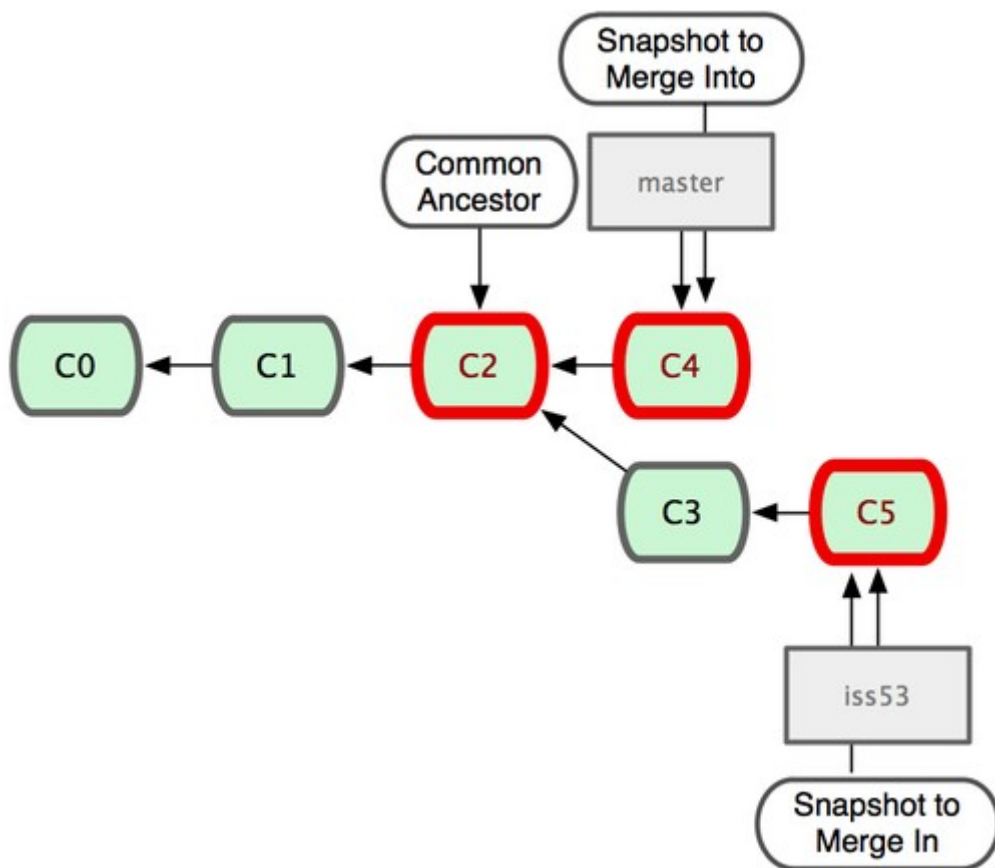 Snapshot to
Merge Into
Common
Ancestor
master
C0
C1
C2
C4
C3
C5
iss53
Snapshot to
Merge In